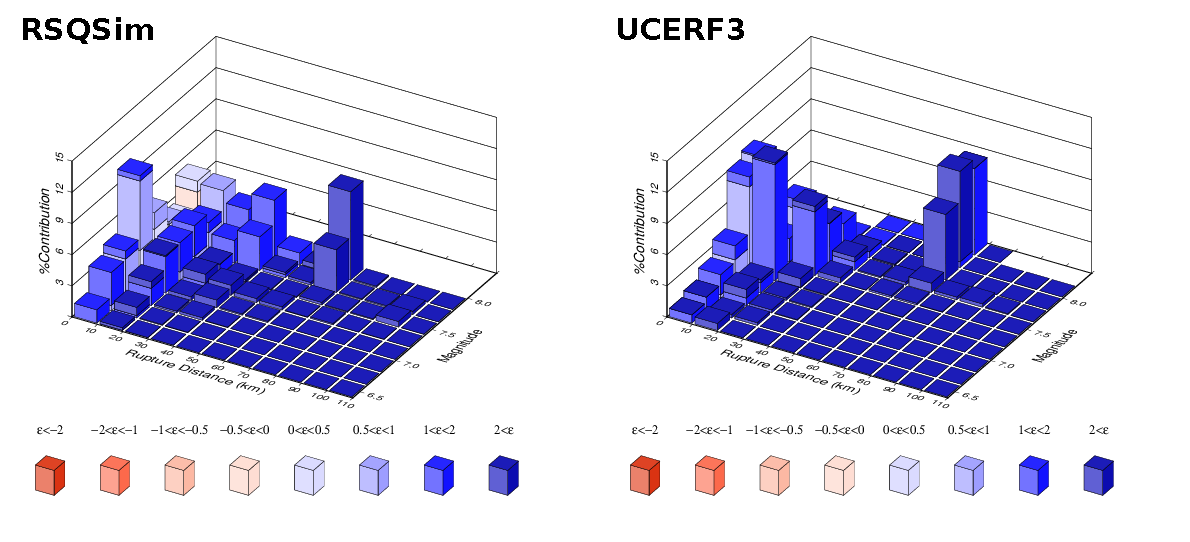 RSQSim
%Contribution
15
12
9
6
3
0
10
20
30
40
50
60
70
80
90
100
110
Rupture Distance (km)
6.5
7.0
7.5
8.0
Magnitude
ε<−2
−2<ε<−1
−1<ε<−0.5
−0.5<ε<0
0<ε<0.5
0.5<ε<1
1<ε<2
2<ε
UCERF3
%Contribution
15
12
9
6
3
0
10
20
30
40
50
60
70
80
90
100
110
Rupture Distance (km)
6.5
7.0
7.5
8.0
Magnitude
ε<−2
−2<ε<−1
−1<ε<−0.5
−0.5<ε<0
0<ε<0.5
0.5<ε<1
1<ε<2
2<ε